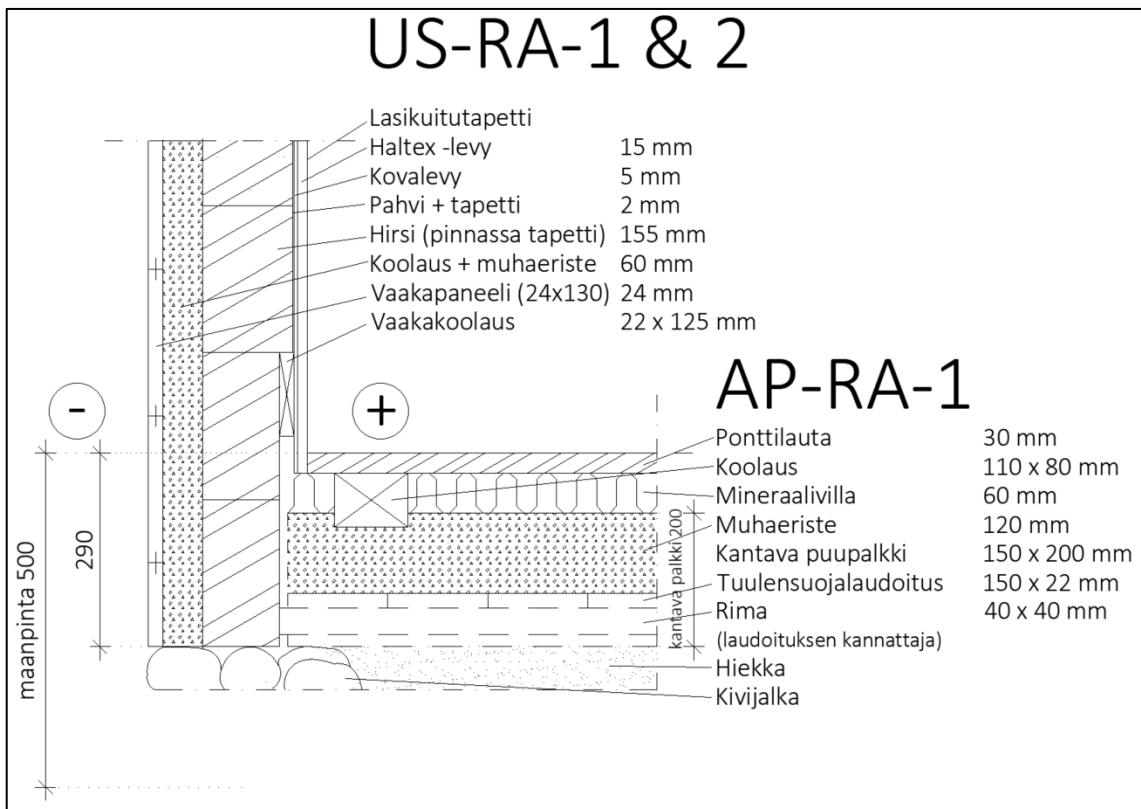 US-RA-1 & 2
Lasikuitutapetti
Haltex -levy 15 mm
Kovalevy 5 mm
Pahvi + tapetti 2 mm
Hirsi (pinnassa tapetti) 155 mm
Koolaus + muhaeriste 60 mm
Vaakapaneeli (24x130) 24 mm
Vaakakoolaus 22 x 125 mm
- +
AP-RA-1
Ponttilauta 30 mm
Koolaus 110 x 80 mm
Mineraalivilla 60 mm
Muhaeriste 120 mm
Kantava puupalkki 150 x 200 mm
Tuulensuojalaudoitus 150 x 22 mm
Rima 40 x 40 mm
(laudoituksen kannattaja)
Hiekka
Kivijalka
maanpinta 500
290
kantava palkki 200